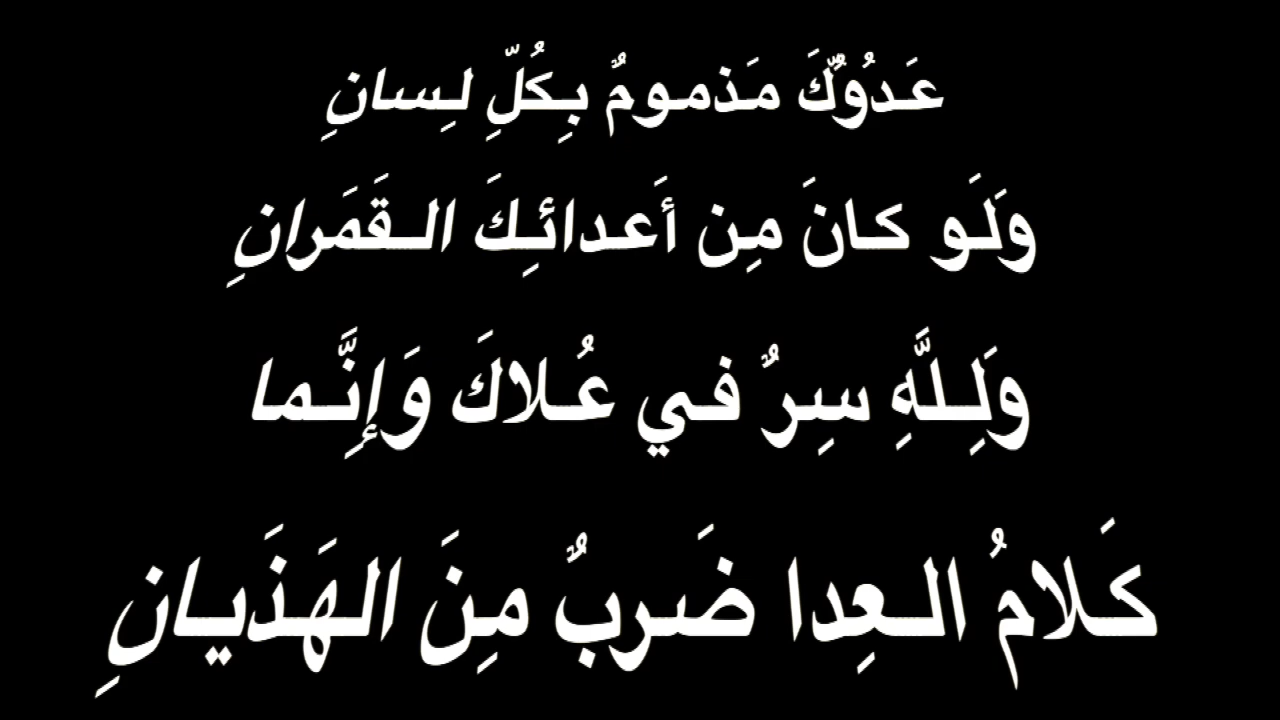 عَدُوُّكَ مَذمومٌ بِكُلِّ لِسانِ
وَلَو كانَ مِن أَعدائِكَ القَمَرانِ
وَلِلَّهِ سِرٌ في عُلاكَ وَإِنَّما
كَلامُ العِدا ضَربٌ مِنَ الهَذَيانِ